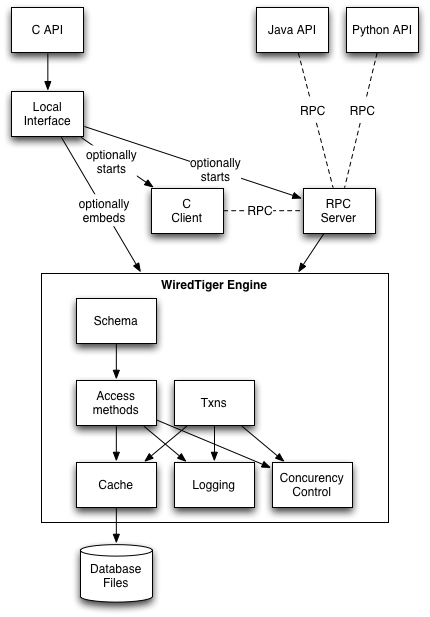 C API
Java API
Python API
Local
Interface
RPC
RPC
optionally
starts
optionally
starts
optionally
embeds
C
Client
RPC
RPC
Server
WiredTiger Engine
Schema
Access
methods
Txns
Cache
Logging
Concurency
Control
Database
Files